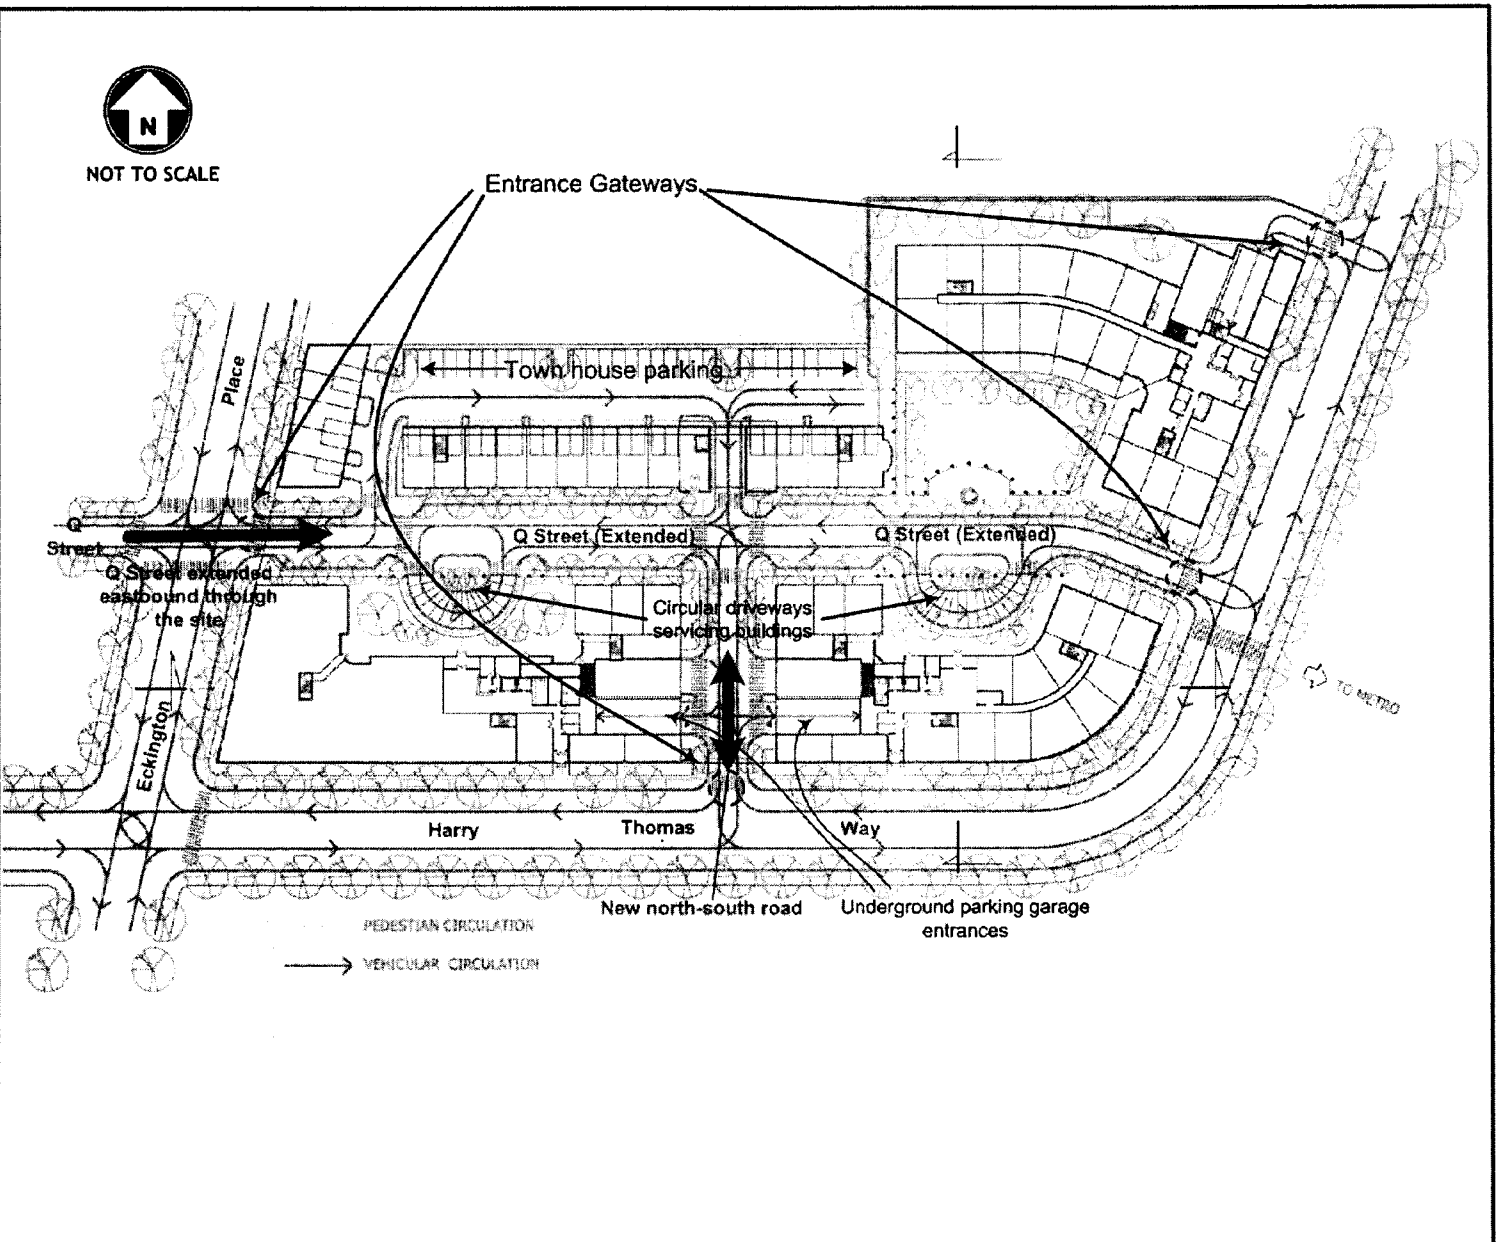 N
NOT TO SCALE
Entrance Gateways
Place
Town house parking
Q
Street
Q Street (Extended)
Q Street (Extended)
Q Street extended
eastbound through
the site
Circular driveways
servicing buildings
TO METRO
Eckington
Harry
Thomas
Way
New north-south road
Underground parking garage
entrances
PEDESTIAN CIRCULATION
VEHICULAR CIRCULATION